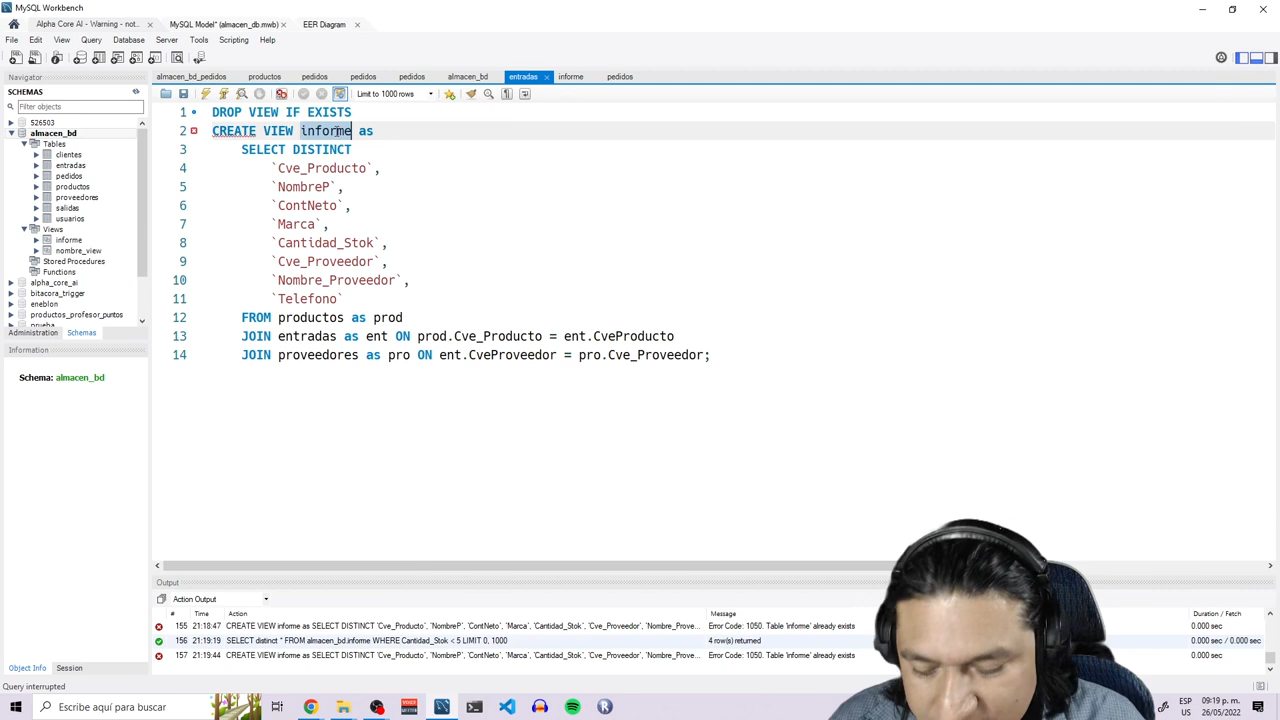 MySQL Workbench
Alpha Core AI - Warning - not...
MySQL Model* (almacen_db.mwb)
EER Diagram
File Edit View Query Database Server Tools Scripting Help
Navigator
SCHEMAS
Filter objects
526503
almacen_bd
Tables
clientes
entradas
pedidos
productos
proveedores
salidas
usuarios
Views
informe
nombre_view
Stored Procedures
Functions
alpha_core_ai
bitacora_trigger
eneblon
productos_profesor_puntos
prueba
Administration Schemas
Information
Schema: almacen_bd
Object Info Session
Query interrupted
almacen_bd_pedidos productos pedidos pedidos pedidos almacen_bd entradas informe pedidos
Limit to 1000 rows
1 DROP VIEW IF EXISTS
2 CREATE VIEW informe as
3 SELECT DISTINCT
4 `Cve_Producto`,
5 `NombreP`,
6 `ContNeto`,
7 `Marca`,
8 `Cantidad_Stok`,
9 `Cve_Proveedor`,
10 `Nombre_Proveedor`,
11 `Telefono`
12 FROM productos as prod
13 JOIN entradas as ent ON prod.Cve_Producto = ent.CveProducto
14 JOIN proveedores as pro ON ent.CveProveedor = pro.Cve_Proveedor;
Output
Action Output
# Time Action Message Duration / Fetch
155 21:18:47 CREATE VIEW informe as SELECT DISTINCT `Cve_Producto`, `NombreP`, `ContNeto`, `Marca`, `Cantidad_Stok`, `Cve_Proveedor`, `Nombre_Prove... Error Code: 1050. Table 'informe' already exists 0.000 sec
156 21:19:19 SELECT distinct * FROM almacen_bd.informe WHERE Cantidad_Stok < 5 LIMIT 0, 1000 4 row(s) returned 0.000 sec / 0.000 sec
157 21:19:44 CREATE VIEW informe as SELECT DISTINCT `Cve_Producto`, `NombreP`, `ContNeto`, `Marca`, `Cantidad_Stok`, `Cve_Proveedor`, `Nombre_Prove... Error Code: 1050. Table 'informe' already exists 0.000 sec
Escribe aquí para buscar
ESP
US
09:19 p. m.
26/05/2022